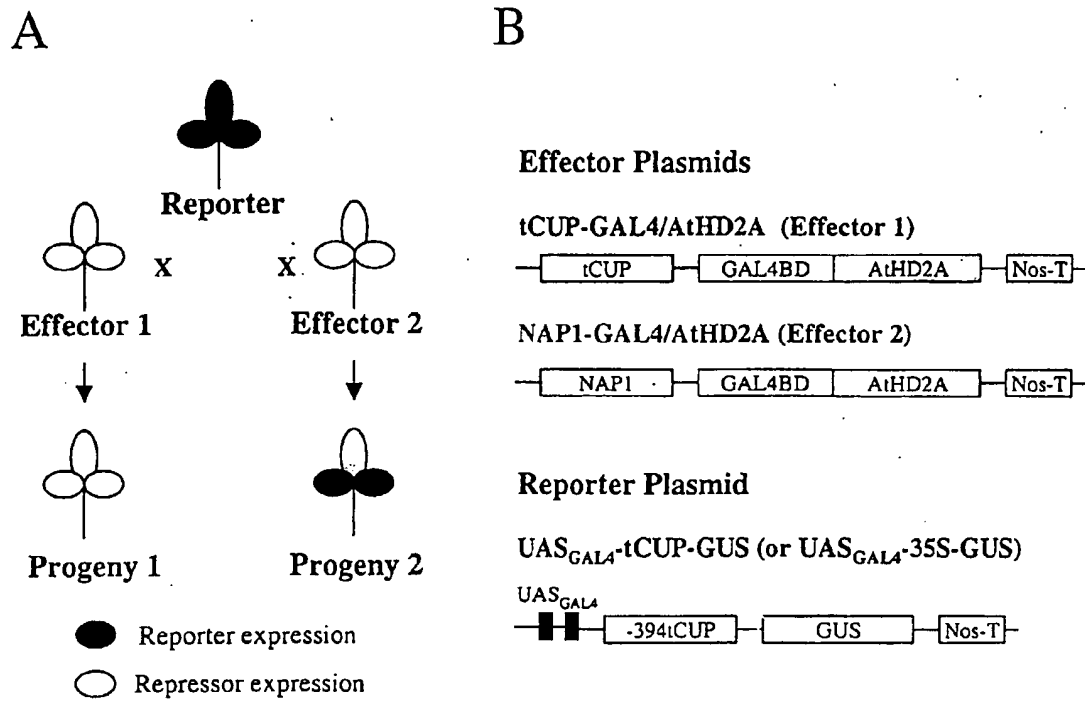 A
B
Reporter
X
X
Effector 1
Effector 2
Progeny 1
Progeny 2
Reporter expression
Repressor expression
Effector Plasmids
tCUP-GAL4/AtHD2A (Effector 1)
tCUP GAL4BD AtHD2A Nos-T
NAP1-GAL4/AtHD2A (Effector 2)
NAP1 GAL4BD AtHD2A Nos-T
Reporter Plasmid
UASGAL4-tCUP-GUS (or UASGAL4-35S-GUS)
UASGAL4
-394tCUP GUS Nos-T